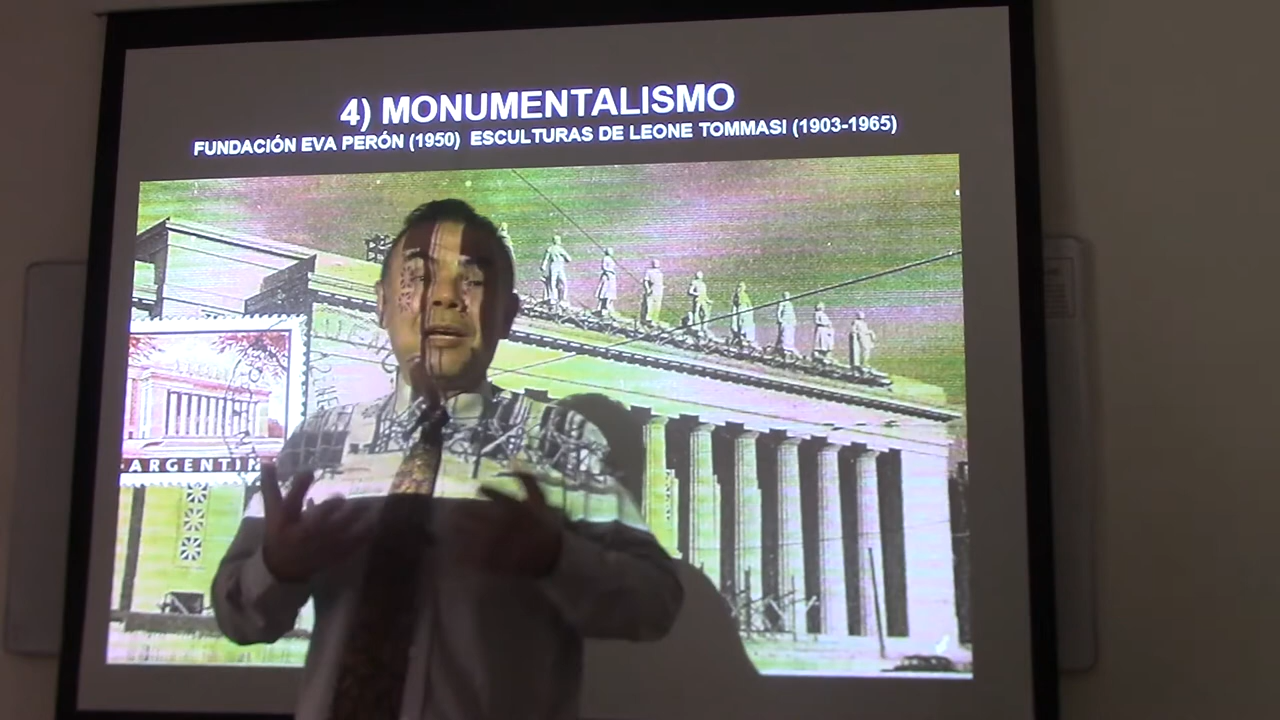 4) MONUMENTALISMO
FUNDACIÓN EVA PERÓN (1950) ESCULTURAS DE LEONE TOMMASI (1903-1965)
ARGENTIN